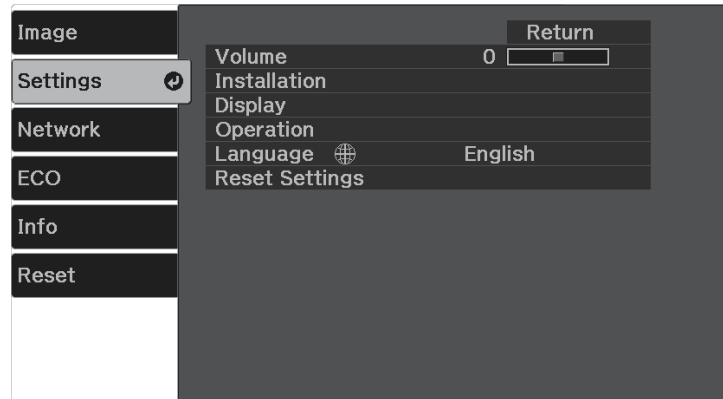 Image
Settings
Network
ECO
Info
Reset
Return
Volume 0
Installation
Display
Operation
Language English
Reset Settings